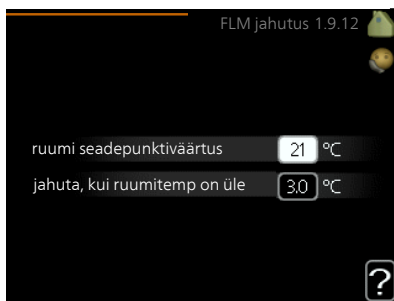 FLM jahutus 1.9.12
ruumi seadepunktiväärtus 21 °C
jahuta, kui ruumitemp on üle 3.0 °C
?